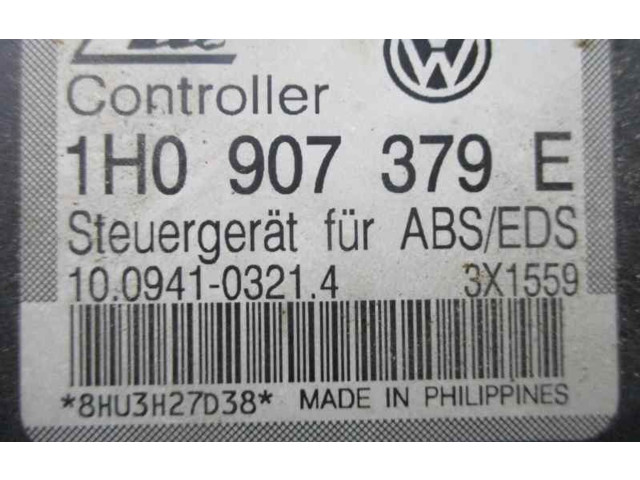 Controller
1H0 907 379 E
Steuergerät für ABS/EDS
10.0941-0321.4 3X1559
*8HU3H27D38* MADE IN PHILIPPINES